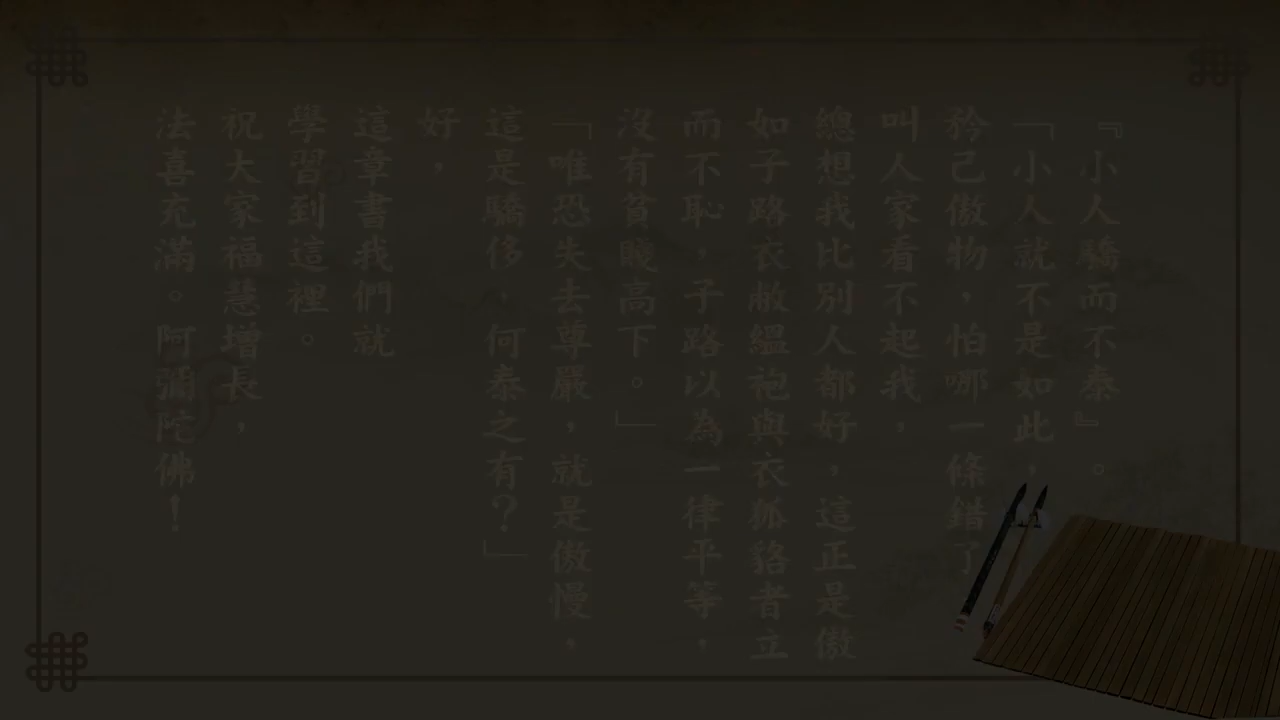 『小人驕而不泰』。
「小人就不是如此，
矜己傲物，怕哪一條錯了
叫人家看不起我，
總想我比別人都好，這正是傲
如子路衣敝縕袍與衣狐貉者立
而不恥，子路以為一律平等，
沒有貧賤高下。」
「唯恐失去尊嚴，就是傲慢。
這是驕侈，何泰之有？」
好，
這章書我們就
學習到這裡。
祝大家福慧增長，
法喜充滿。阿彌陀佛！